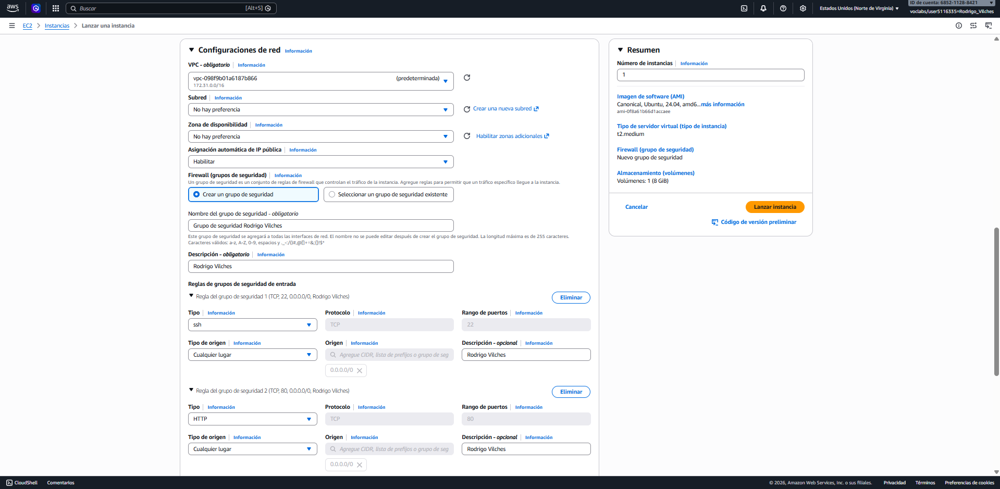 aws
Buscar
[Alt+S]
Estados Unidos (Norte de Virginia)
ID de cuenta: 6852-1128-8421
voclabs/user5116335=Rodrigo_Vilches
EC2
Instancias
Lanzar una instancia
Configuraciones de red
Información
VPC - obligatorio
Información
vpc-098f9b01a6187b866
(predeterminada)
172.31.0.0/16
Subred
Información
No hay preferencia
Crear una nueva subred
Zona de disponibilidad
Información
No hay preferencia
Habilitar zonas adicionales
Asignación automática de IP pública
Información
Habilitar
Firewall (grupos de seguridad)
Información
Un grupo de seguridad es un conjunto de reglas de firewall que controlan el tráfico de la instancia. Agregue reglas para permitir que un tráfico específico llegue a la instancia.
Crear un grupo de seguridad
Seleccionar un grupo de seguridad existente
Nombre del grupo de seguridad - obligatorio
Grupo de seguridad Rodrigo Vilches
Este grupo de seguridad se agregará a todas las interfaces de red. El nombre no se puede editar después de crear el grupo de seguridad. La longitud máxima es de 255 caracteres.
Caracteres válidos: a-z, A-Z, 0-9, espacios y ._-:/()#,@[]+=&;{}!$*
Descripción - obligatorio
Información
Rodrigo Vilches
Reglas de grupos de seguridad de entrada
Regla del grupo de seguridad 1 (TCP, 22, 0.0.0.0/0, Rodrigo Vilches)
Eliminar
Tipo
Información
Protocolo
Información
Rango de puertos
Información
ssh
TCP
22
Tipo de origen
Información
Origen
Información
Descripción - opcional
Información
Cualquier lugar
Agregue CIDR, lista de prefijos o grupo de seg
Rodrigo Vilches
0.0.0.0/0
Regla del grupo de seguridad 2 (TCP, 80, 0.0.0.0/0, Rodrigo Vilches)
Eliminar
Tipo
Información
Protocolo
Información
Rango de puertos
Información
HTTP
TCP
80
Tipo de origen
Información
Origen
Información
Descripción - opcional
Información
Cualquier lugar
Agregue CIDR, lista de prefijos o grupo de seg
Rodrigo Vilches
0.0.0.0/0
Resumen
Número de instancias
Información
1
Imagen de software (AMI)
Canonical, Ubuntu, 24.04, amd6...más información
ami-0f8a61b66d1accaee
Tipo de servidor virtual (tipo de instancia)
t2.medium
Firewall (grupo de seguridad)
Nuevo grupo de seguridad
Almacenamiento (volúmenes)
Volúmenes: 1 (8 GiB)
Cancelar
Lanzar instancia
Código de versión preliminar
CloudShell
Comentarios
© 2026, Amazon Web Services, Inc. o sus filiales.
Privacidad
Términos
Preferencias de cookies